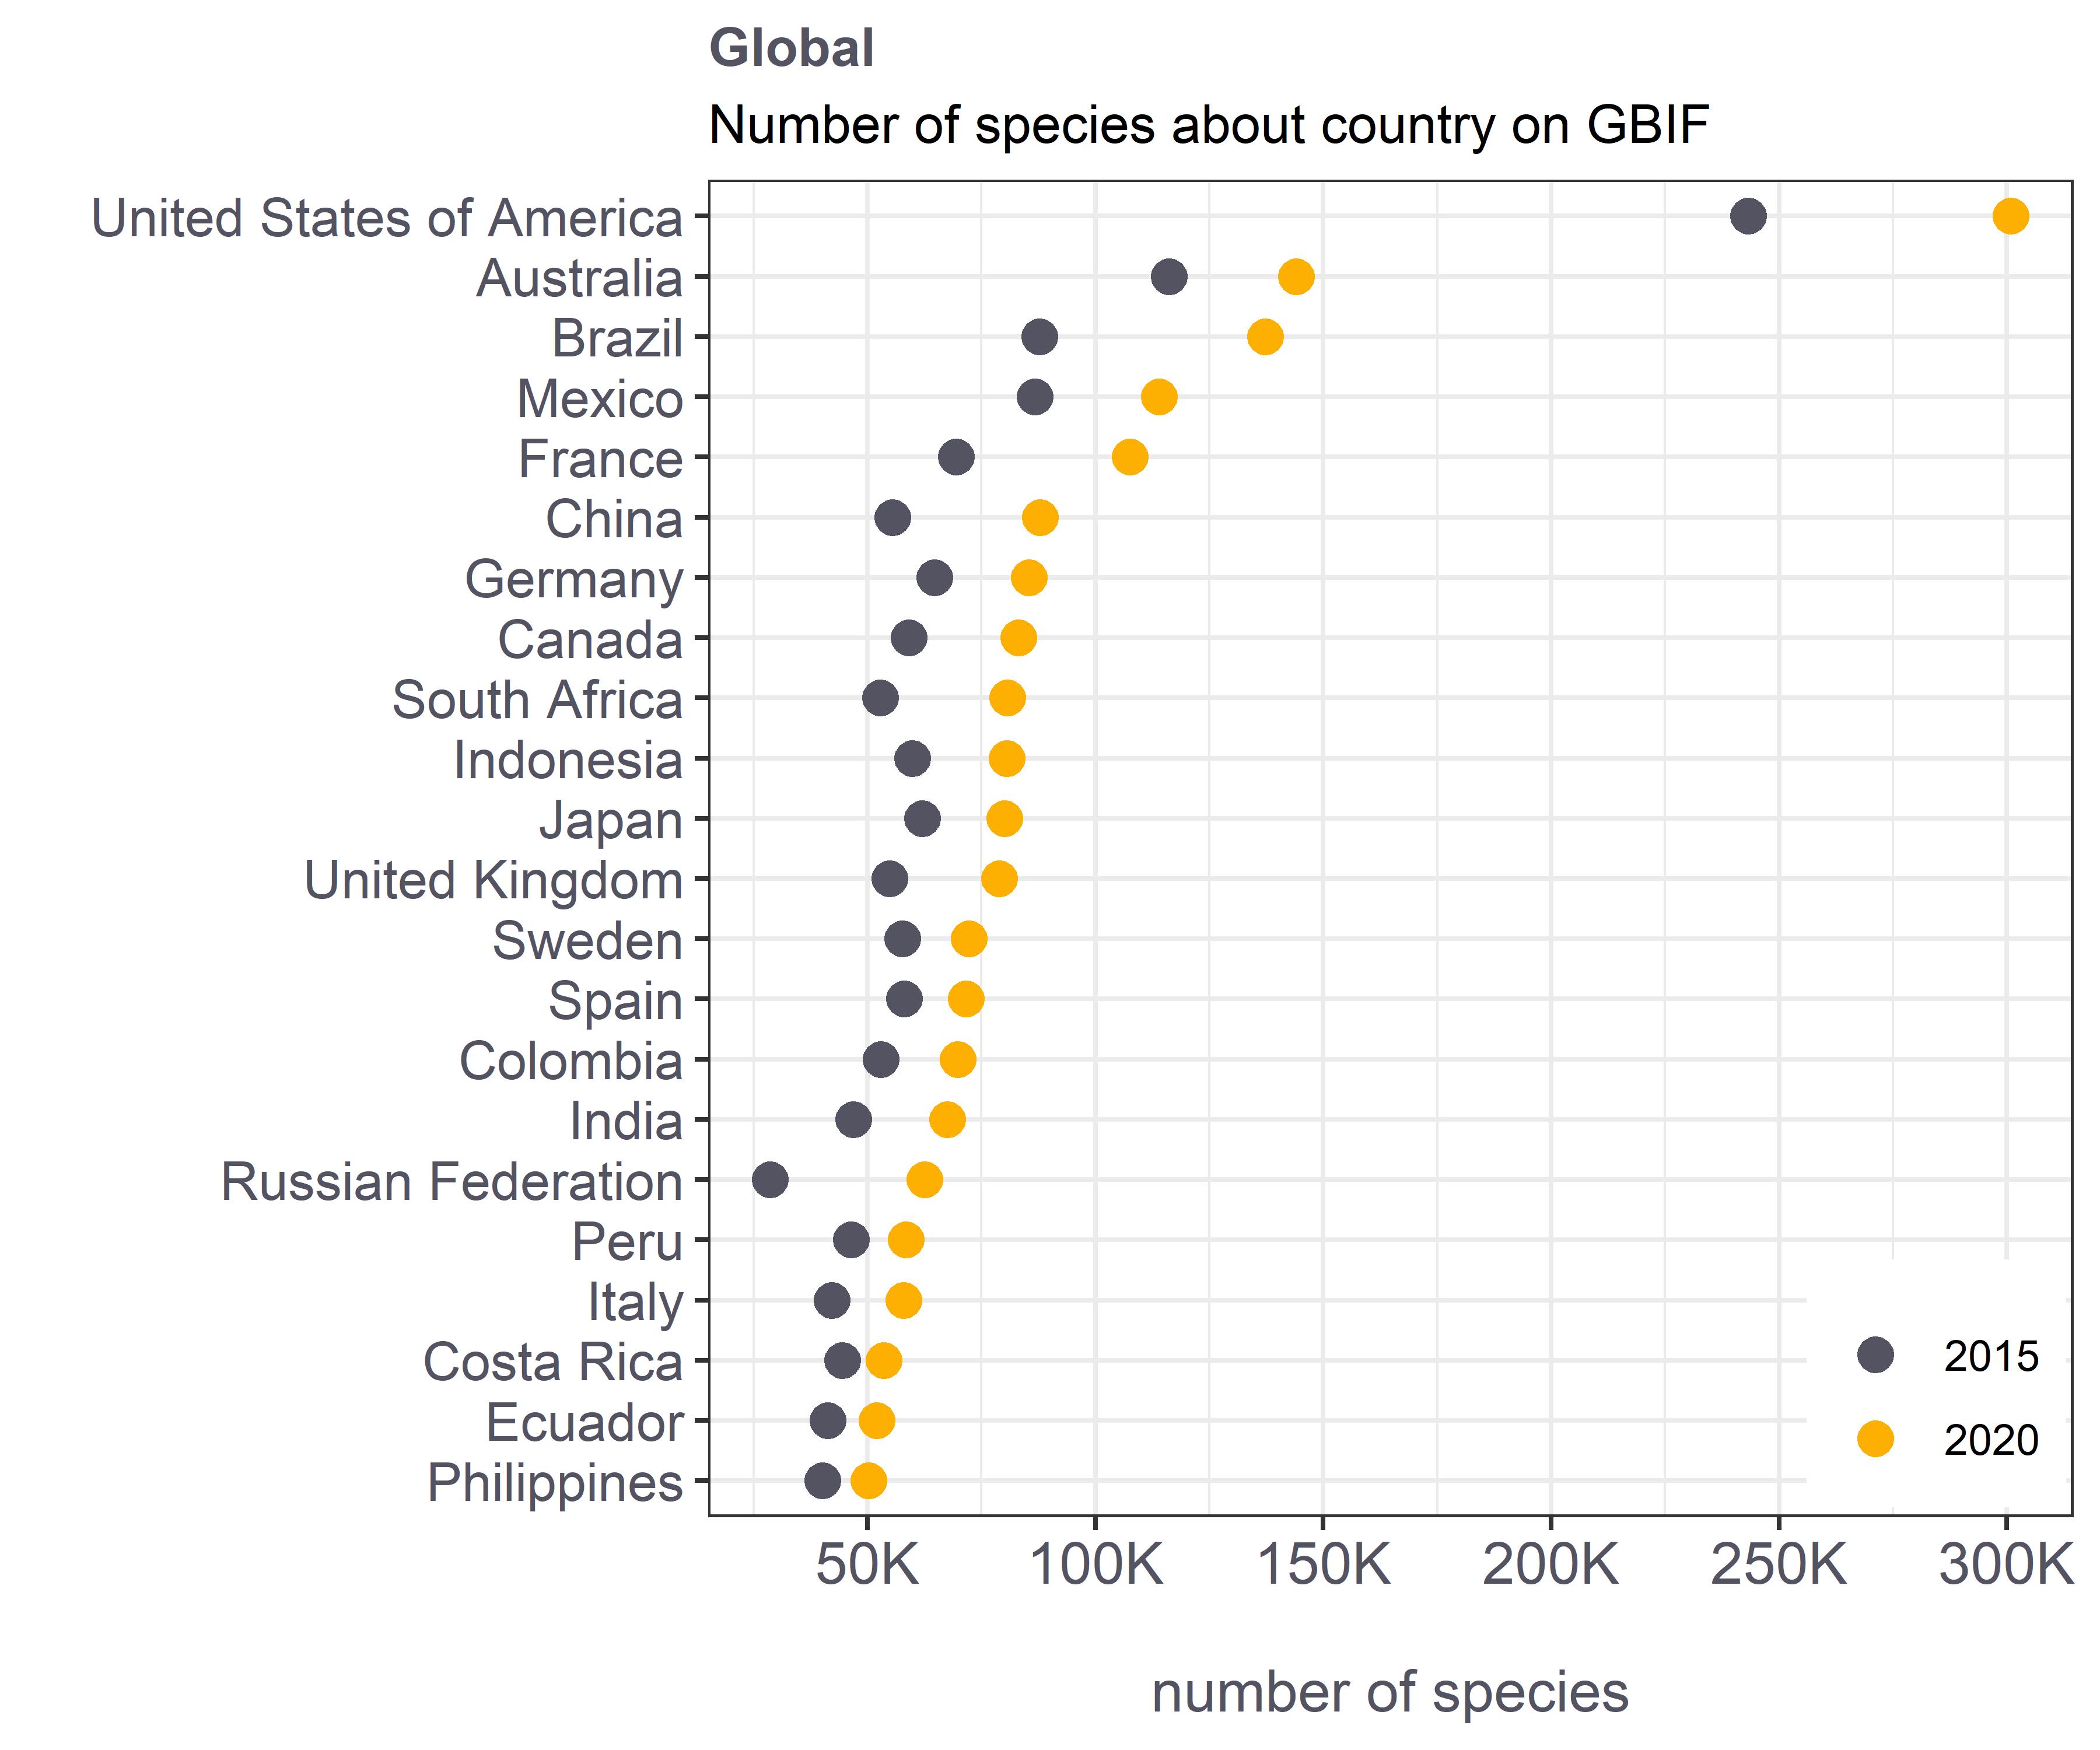 Global
Number of species about country on GBIF
United States of America
Australia
Brazil
Mexico
France
China
Germany
Canada
South Africa
Indonesia
Japan
United Kingdom
Sweden
Spain
Colombia
India
Russian Federation
Peru
Italy
Costa Rica
Ecuador
Philippines
2015
2020
50K 100K 150K 200K 250K 300K
number of species